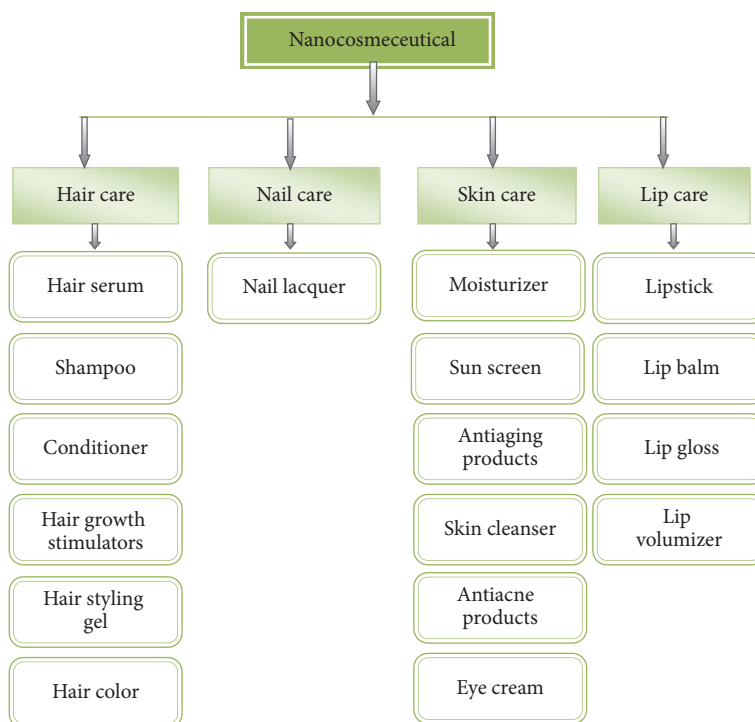 Nanocosmeceutical
Hair care
Nail care
Skin care
Lip care
Hair serum
Shampoo
Conditioner
Hair growth
stimulators
Hair styling
gel
Hair color
Nail lacquer
Moisturizer
Sun screen
Antiaging
products
Skin cleanser
Antiacne
products
Eye cream
Lipstick
Lip balm
Lip gloss
Lip
volumizer